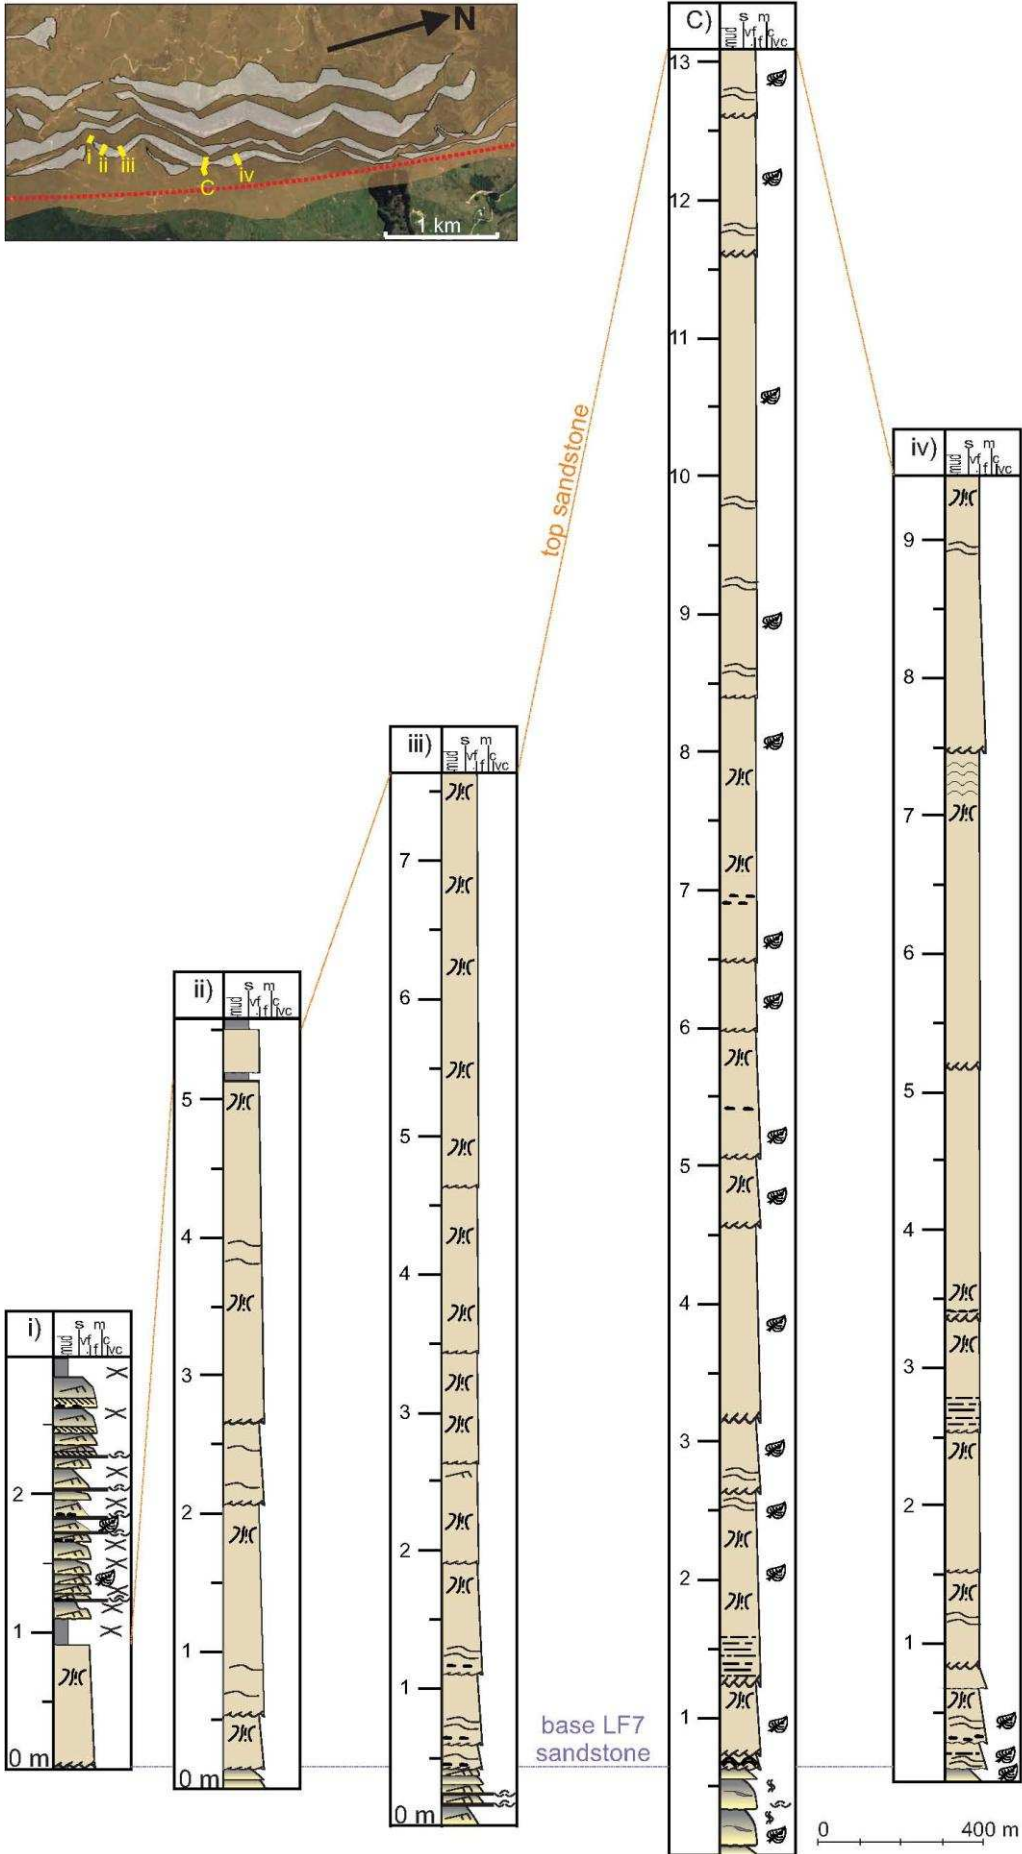 N
i
ii
iii
C
iv
1 km
C)
mud
s
vf
f
m
c
vc
13
12
11
10
9
8
7
6
5
4
3
2
1
top sandstone
iv)
mud
s
vf
f
m
c
vc
9
8
7
6
5
4
3
2
1
iii)
mud
s
vf
f
m
c
vc
7
6
5
4
3
2
1
0 m
ii)
mud
s
vf
f
m
c
vc
5
4
3
2
1
0 m
i)
mud
s
vf
f
m
c
vc
2
1
0 m
base LF7
sandstone
0 400 m